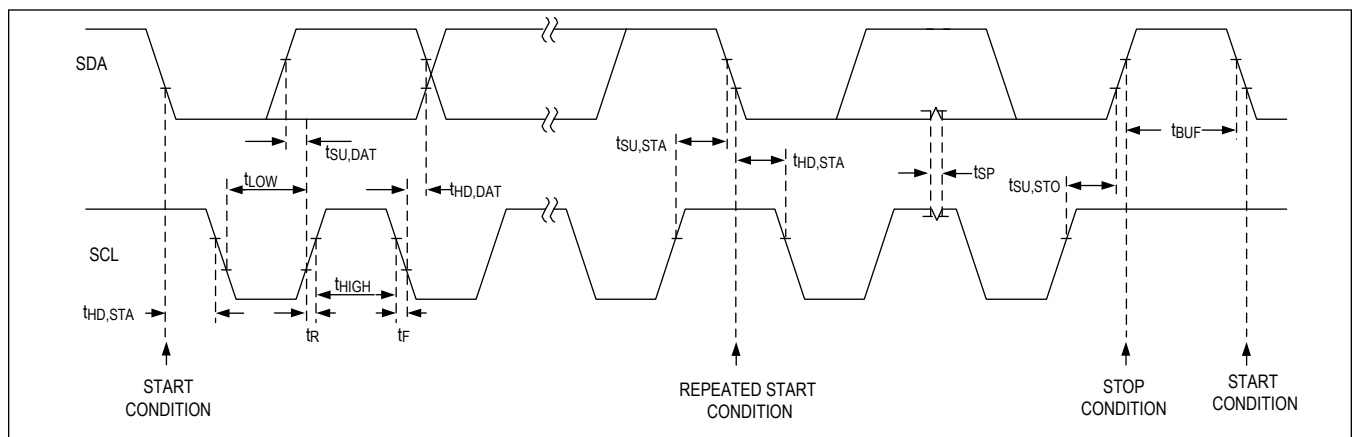 SDA
tSU,DAT
tSU,STA
tHD,STA
tBUF
tLOW
tHD,DAT
tSP
tSU,STO
SCL
tHIGH
tHD,STA
tR
tF
START
CONDITION
REPEATED START
CONDITION
STOP
CONDITION
START
CONDITION